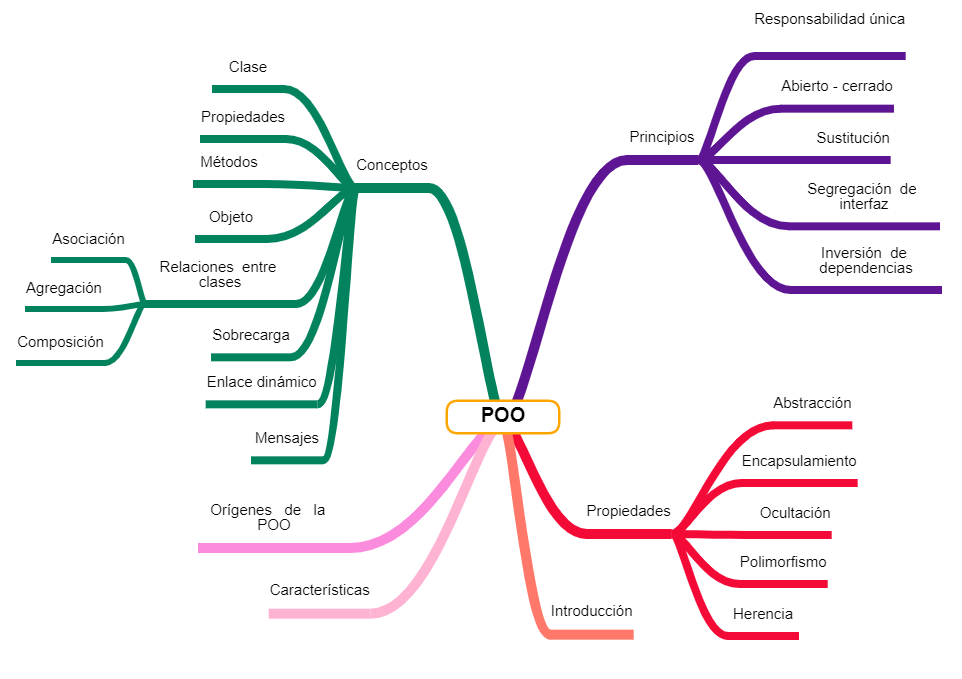 Responsabilidad única
Abierto - cerrado
Sustitución
Segregación de
interfaz
Inversión de
dependencias
Principios
Clase
Propiedades
Métodos
Objeto
Conceptos
Asociación
Agregación
Composición
Relaciones entre
clases
Sobrecarga
Enlace dinámico
Mensajes
POO
Abstracción
Encapsulamiento
Ocultación
Polimorfismo
Herencia
Propiedades
Orígenes de la
POO
Características
Introducción